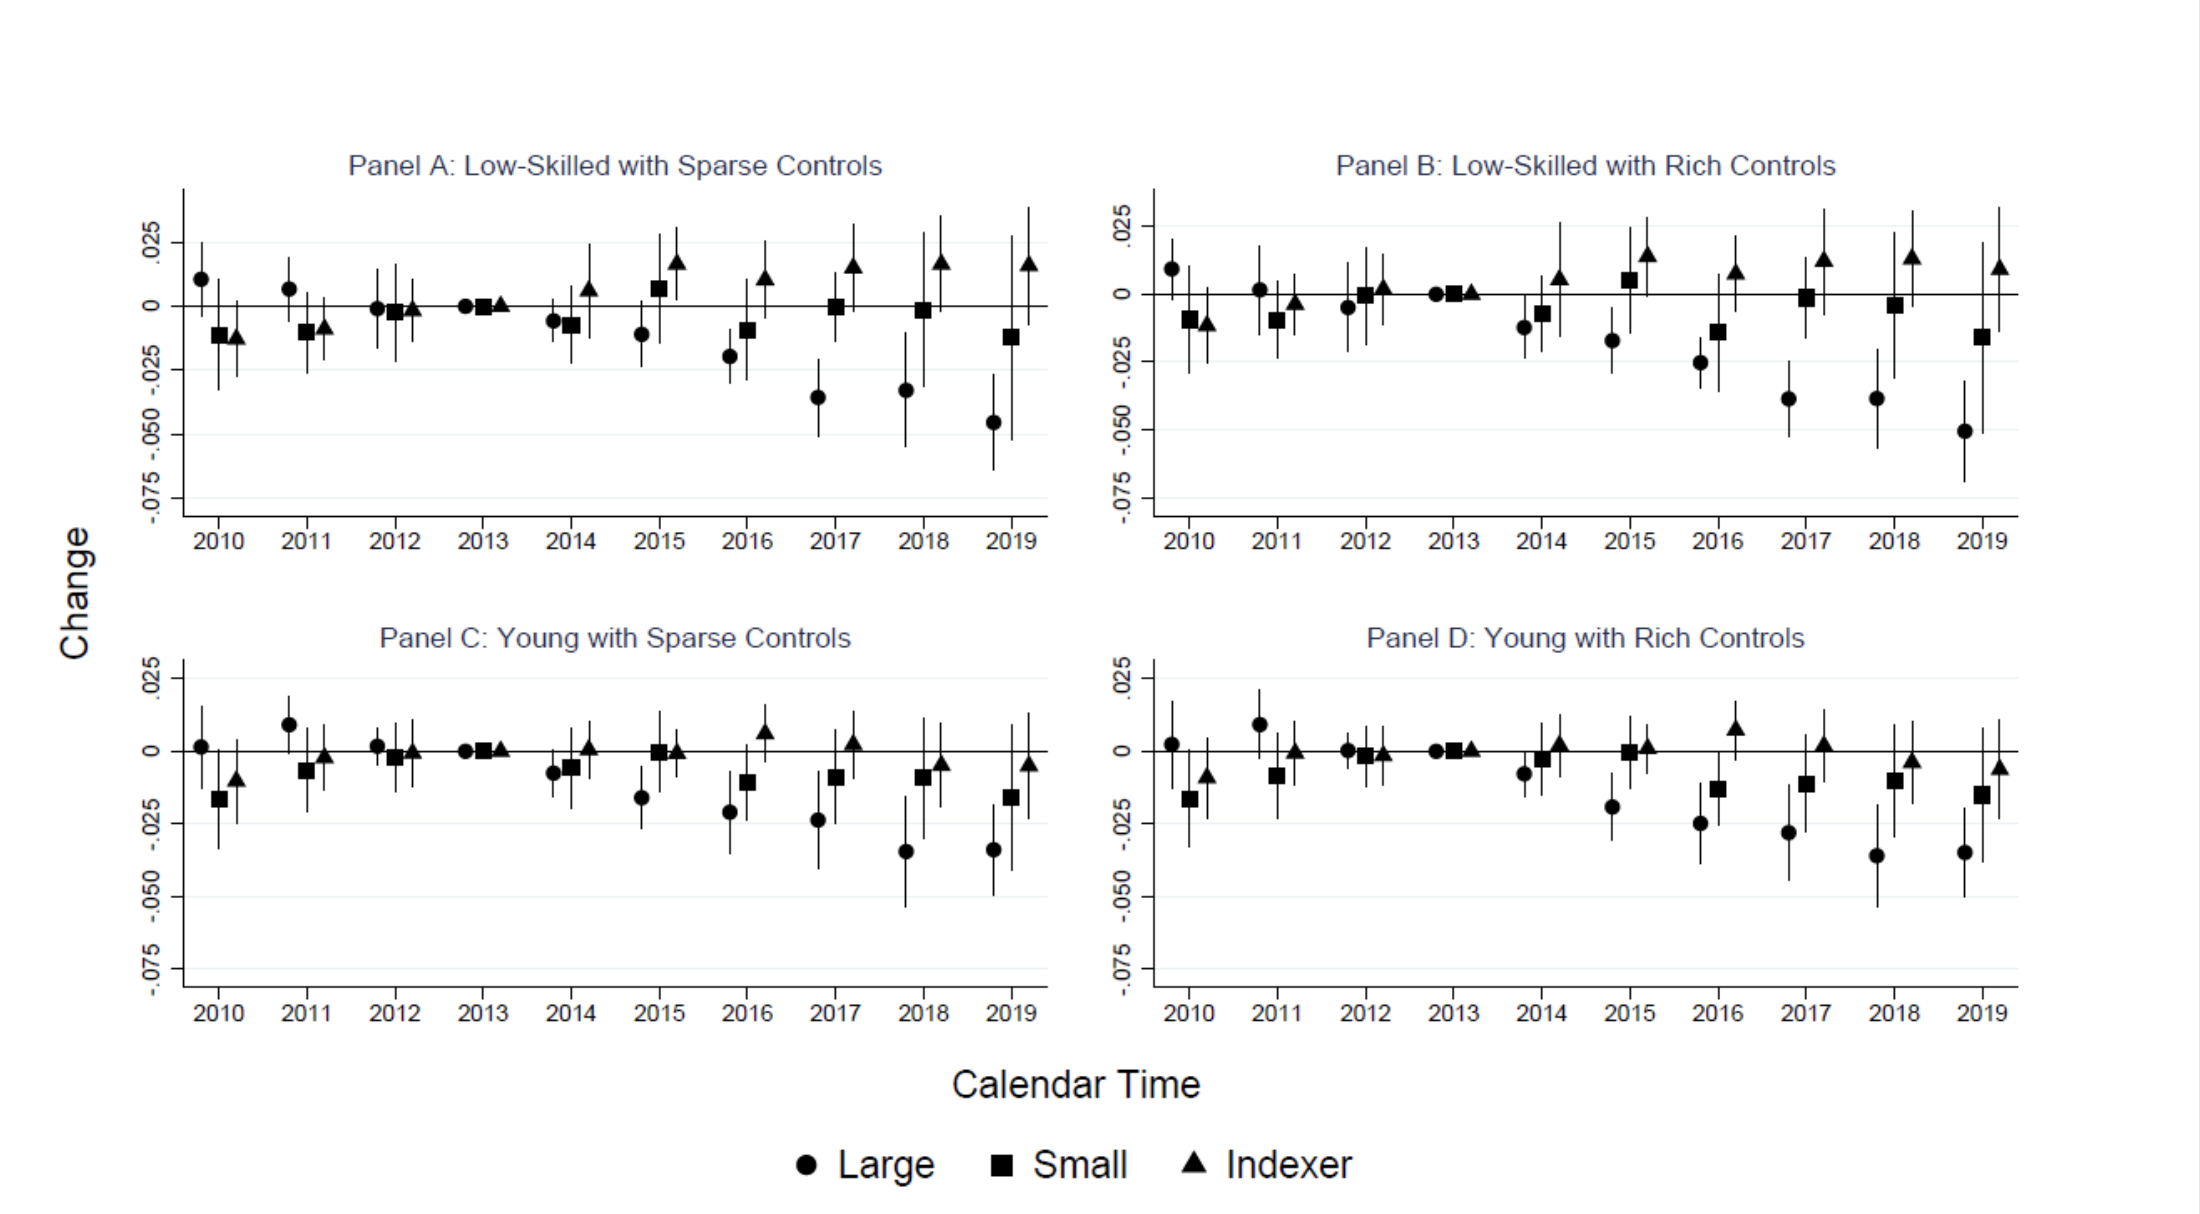 Panel A: Low-Skilled with Sparse Controls
.025
0
-.025
-.050
-.075
2010 2011 2012 2013 2014 2015 2016 2017 2018 2019
Panel B: Low-Skilled with Rich Controls
.025
0
-.025
-.050
-.075
2010 2011 2012 2013 2014 2015 2016 2017 2018 2019
Change
Panel C: Young with Sparse Controls
.025
0
-.025
-.050
-.075
2010 2011 2012 2013 2014 2015 2016 2017 2018 2019
Panel D: Young with Rich Controls
.025
0
-.025
-.050
-.075
2010 2011 2012 2013 2014 2015 2016 2017 2018 2019
Calendar Time
Large Small Indexer